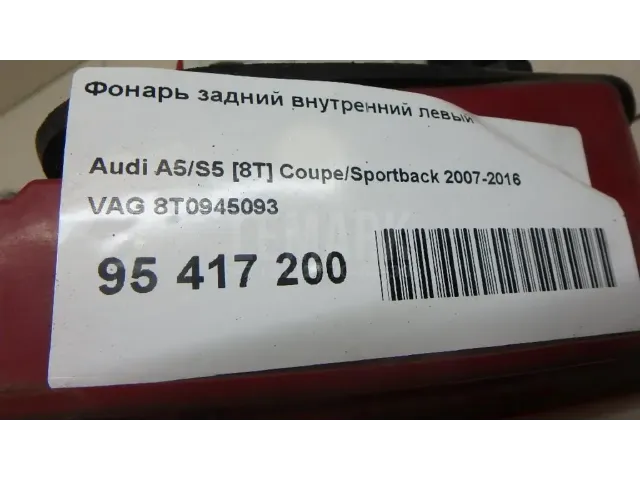 Фонарь задний внутренний левый
Audi A5/S5 [8T] Coupe/Sportback 2007-2016
VAG 8T0945093
95 417 200